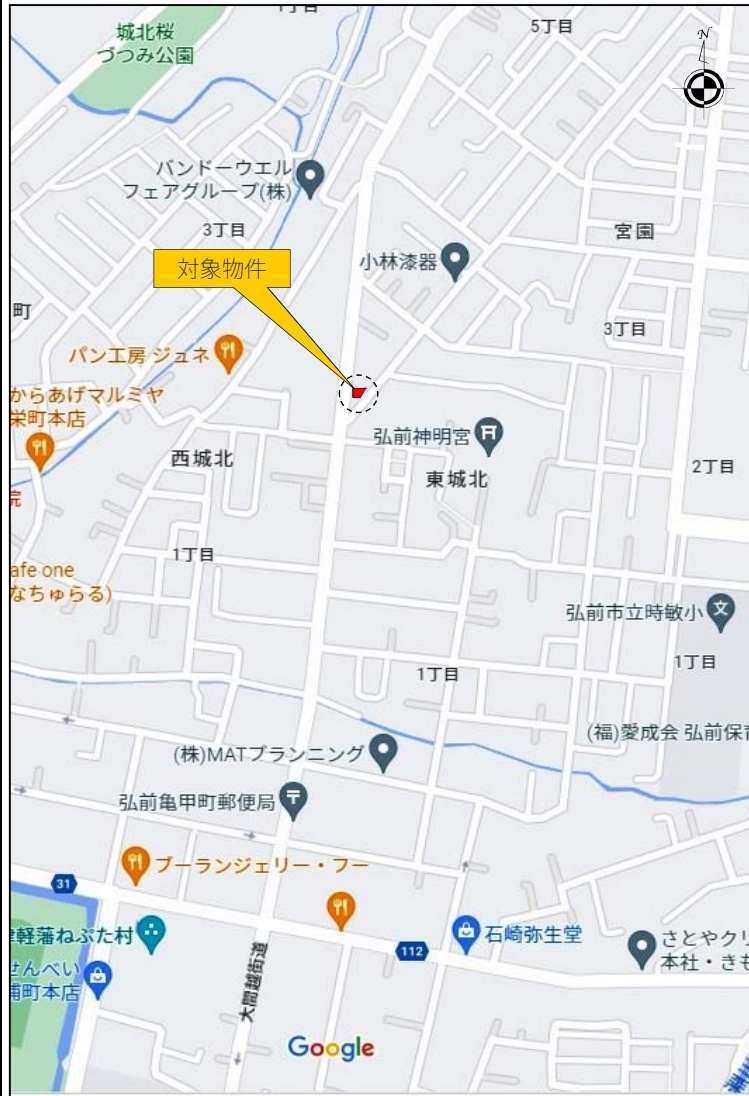 城北桜
づつみ公園
5丁目
N
バンドーウエル
フェアグループ(株)
3丁目
宮園
対象物件
小林漆器
町
3丁目
パン工房 ジュネ
からあげマルミヤ
栄町本店
弘前神明宮
西城北
東城北
2丁目
院
1丁目
afe one
なちゅらる)
弘前市立時敏小
文
1丁目
1丁目
(福)愛成会 弘前保育
(株)MATプランニング
弘前亀甲町郵便局
ブーランジェリー・フー
31
軽藩ねぷた村
石崎弥生堂
112
さとやクリ
本社・きも
せんべい
浦町本店
大間越街道
Google